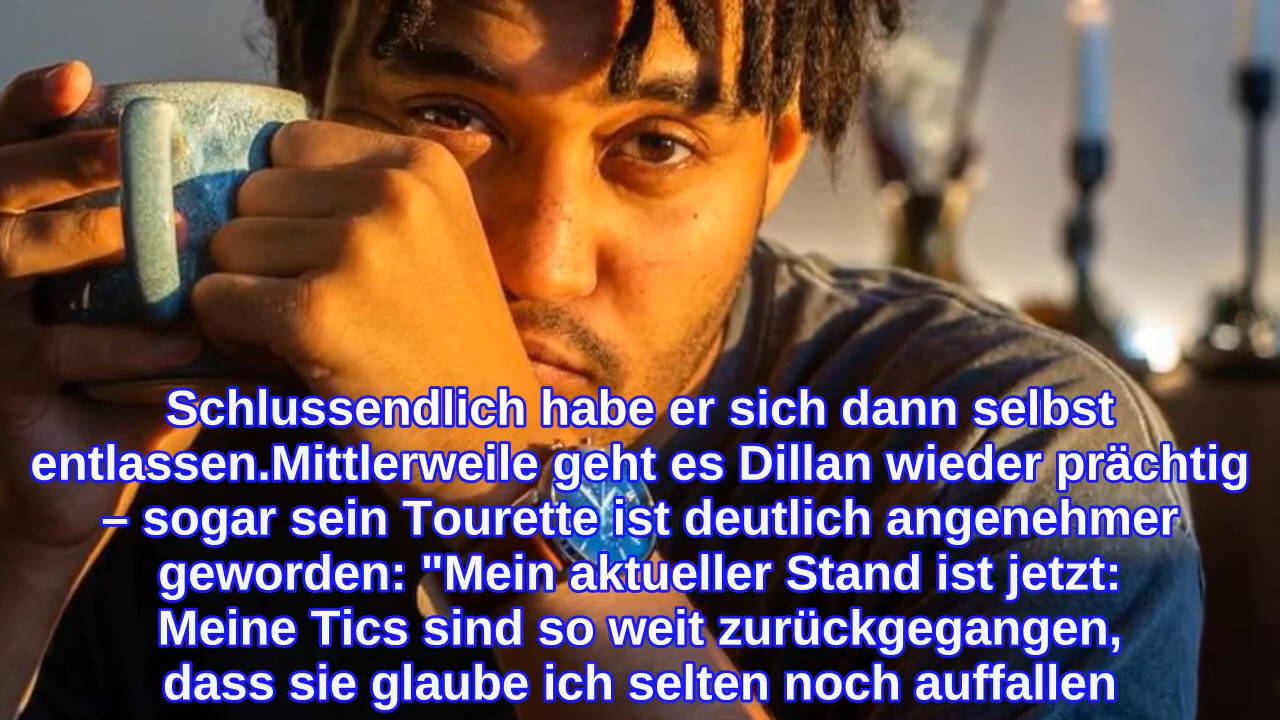 Schlussendlich habe er sich dann selbst
entlassen.Mittlerweile geht es Dillan wieder prächtig
– sogar sein Tourette ist deutlich angenehmer
geworden: "Mein aktueller Stand ist jetzt:
Meine Tics sind so weit zurückgegangen,
dass sie glaube ich selten noch auffallen